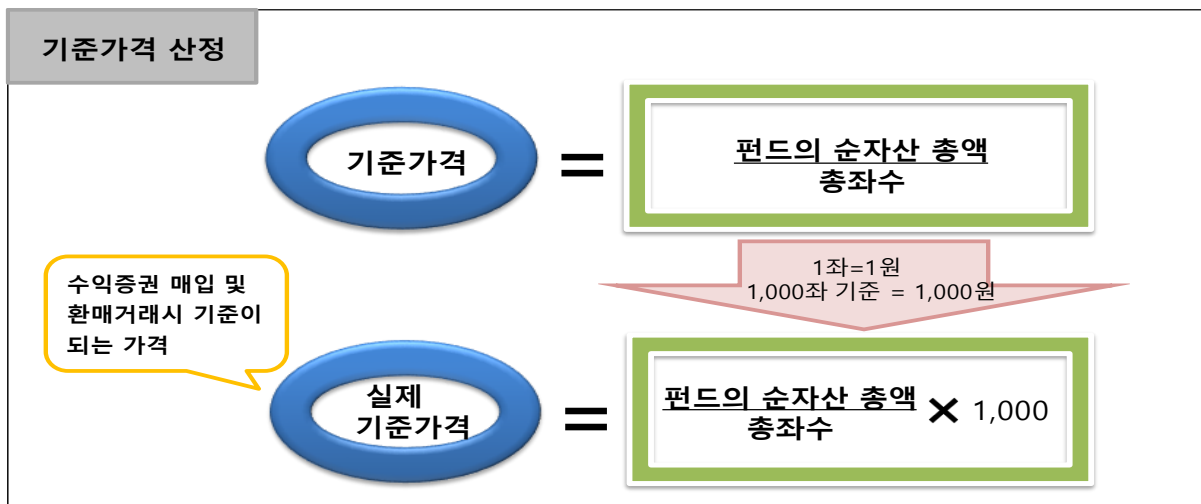 기준가격 산정
기준가격
=
펀드의 순자산 총액
총좌수
1좌=1원
1,000좌 기준 = 1,000원
수익증권 매입 및
환매거래시 기준이
되는 가격
실제
기준가격
=
펀드의 순자산 총액
총좌수
× 1,000